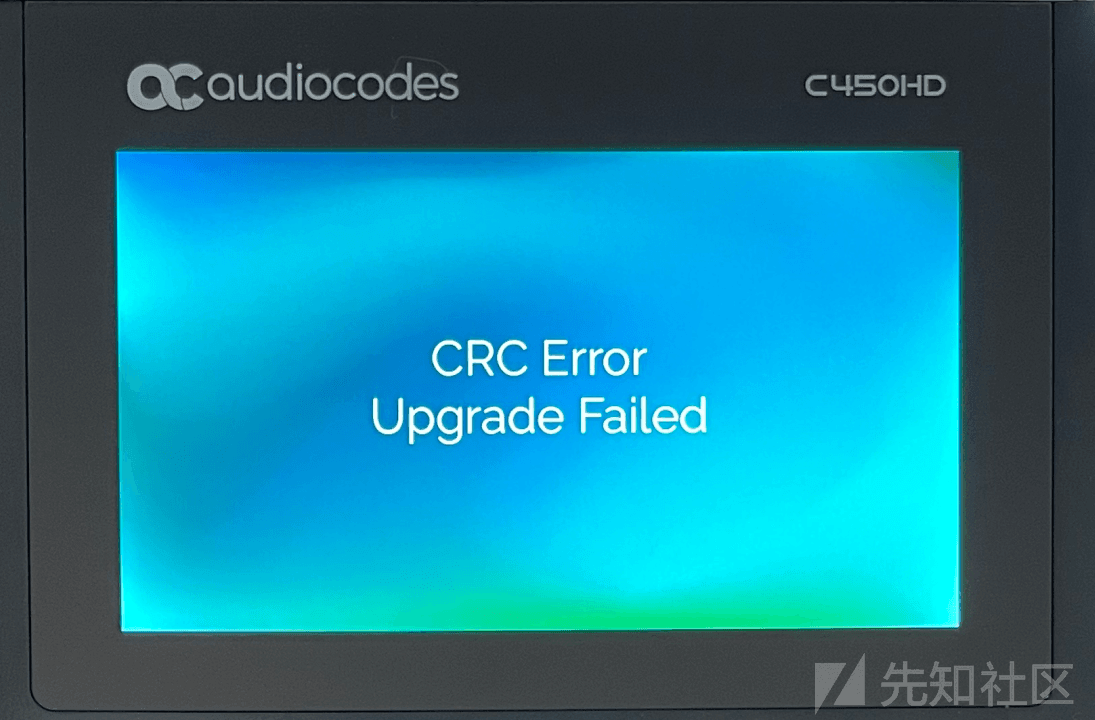 audiocodes
C450HD
CRC Error
Upgrade Failed
先知社区